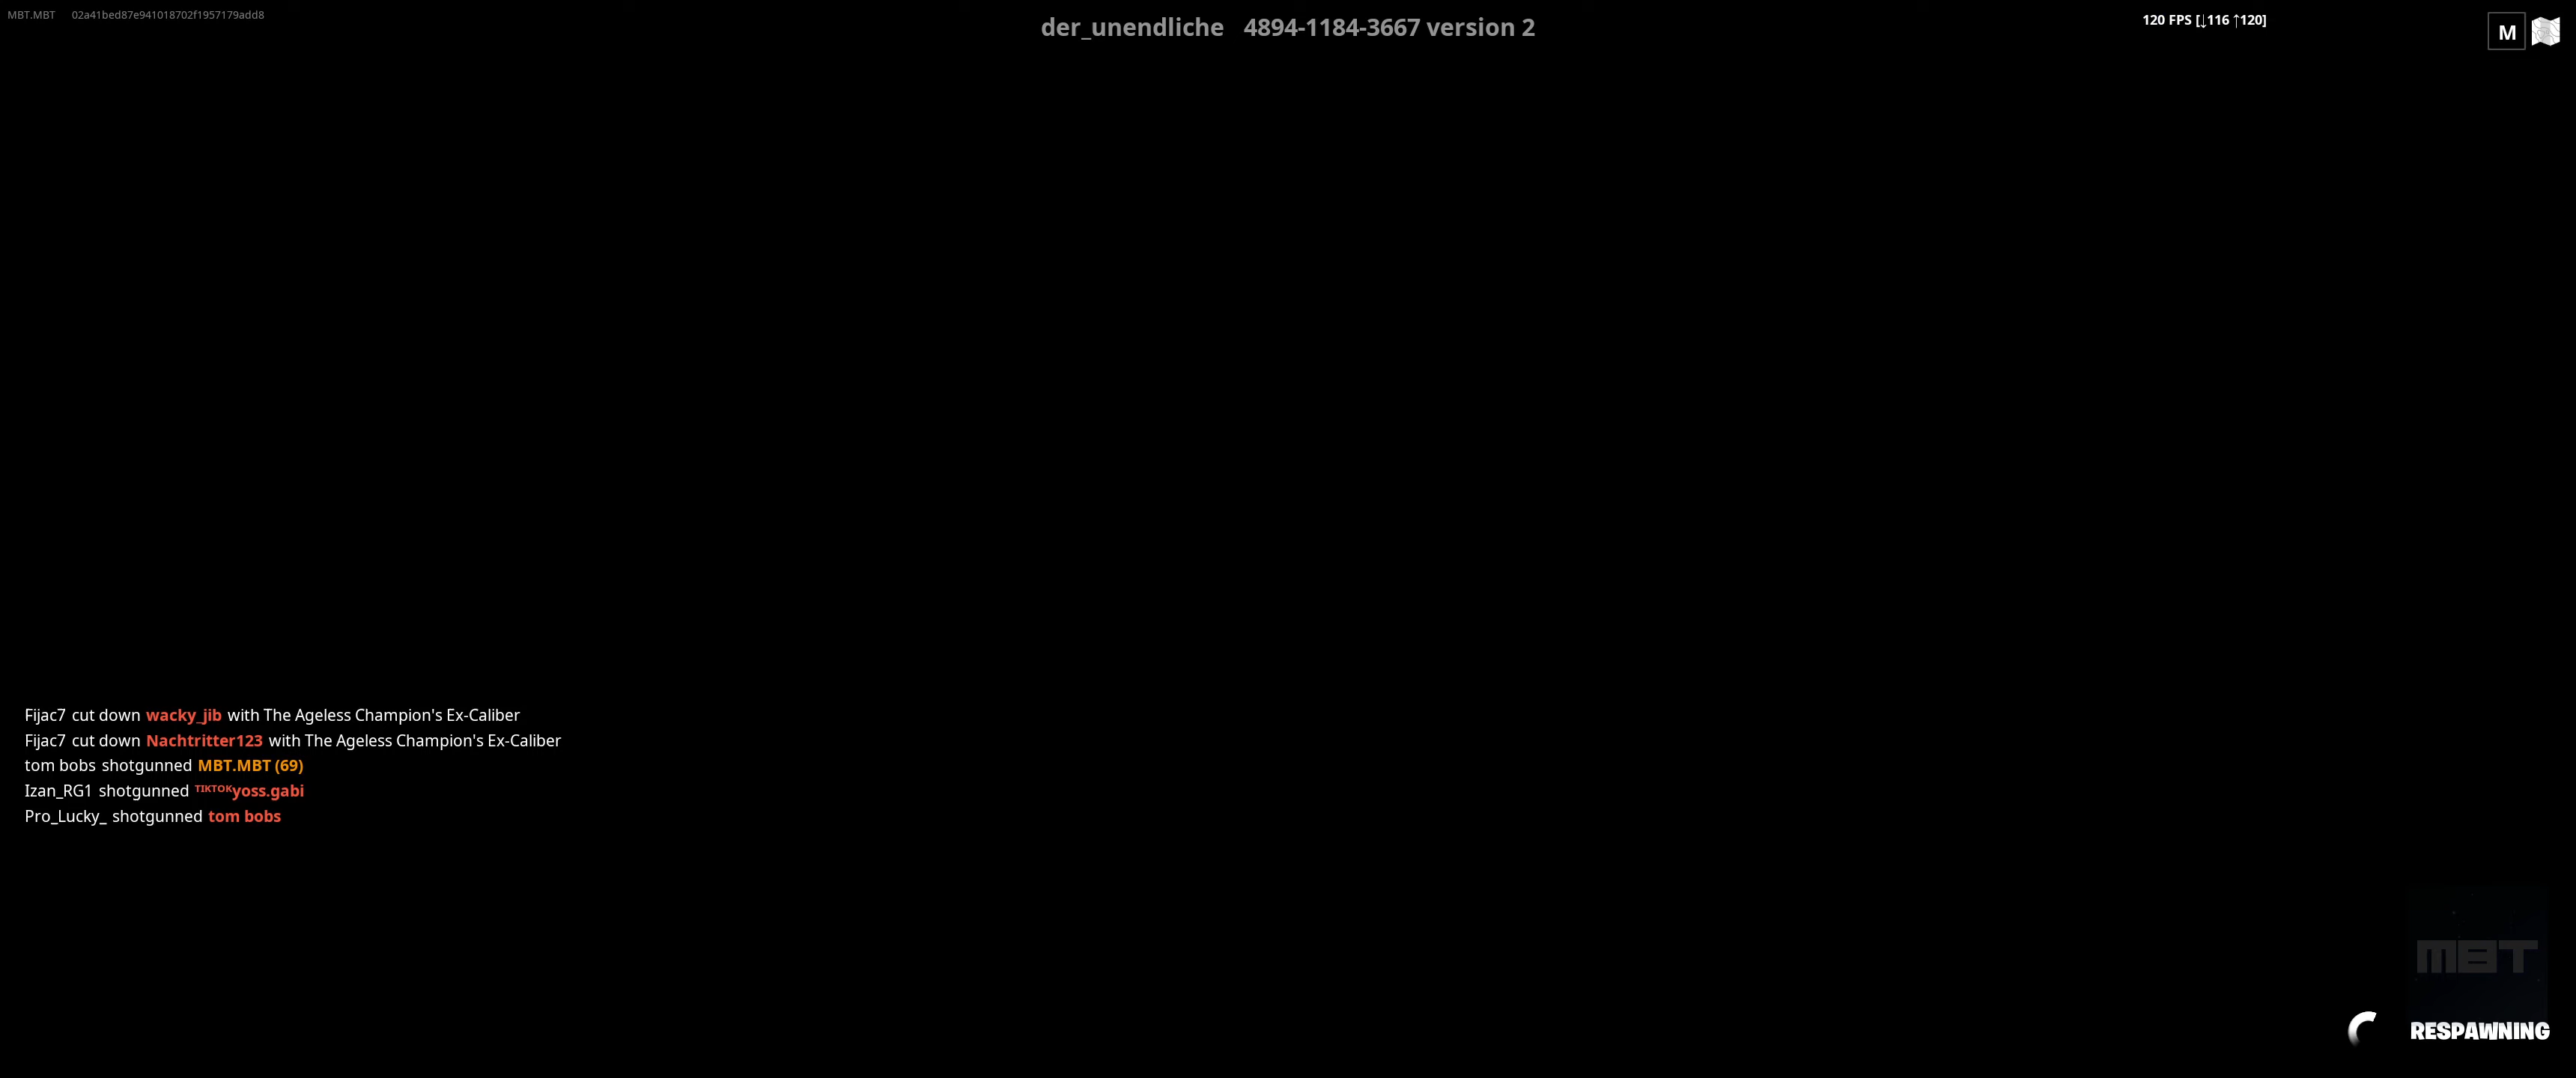 MBT.MBT 02a41bed87e941018702f1957179add8
der_unendliche 4894-1184-3667 version 2
120 FPS [↓116 ↑120]
M
Fijac7 cut down wacky_jib with The Ageless Champion's Ex-Caliber
Fijac7 cut down Nachtritter123 with The Ageless Champion's Ex-Caliber
tom bobs shotgunned MBT.MBT (69)
Izan_RG1 shotgunned ᵀᴵᴷᵀᴼᴷyoss.gabi
Pro_Lucky_ shotgunned tom bobs
MBT
RESPAWNING